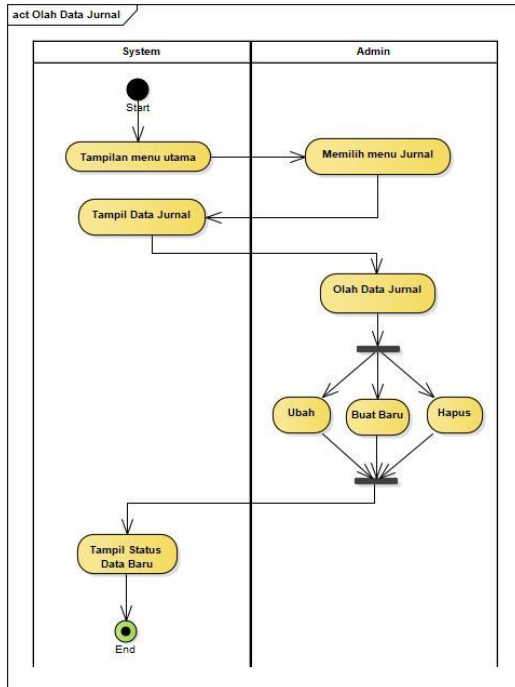 act Olah Data Jurnal
System
Admin
Start
Tampilan menu utama
Memilih menu Jurnal
Tampil Data Jurnal
Olah Data Jurnal
Ubah
Buat Baru
Hapus
Tampil Status
Data Baru
End